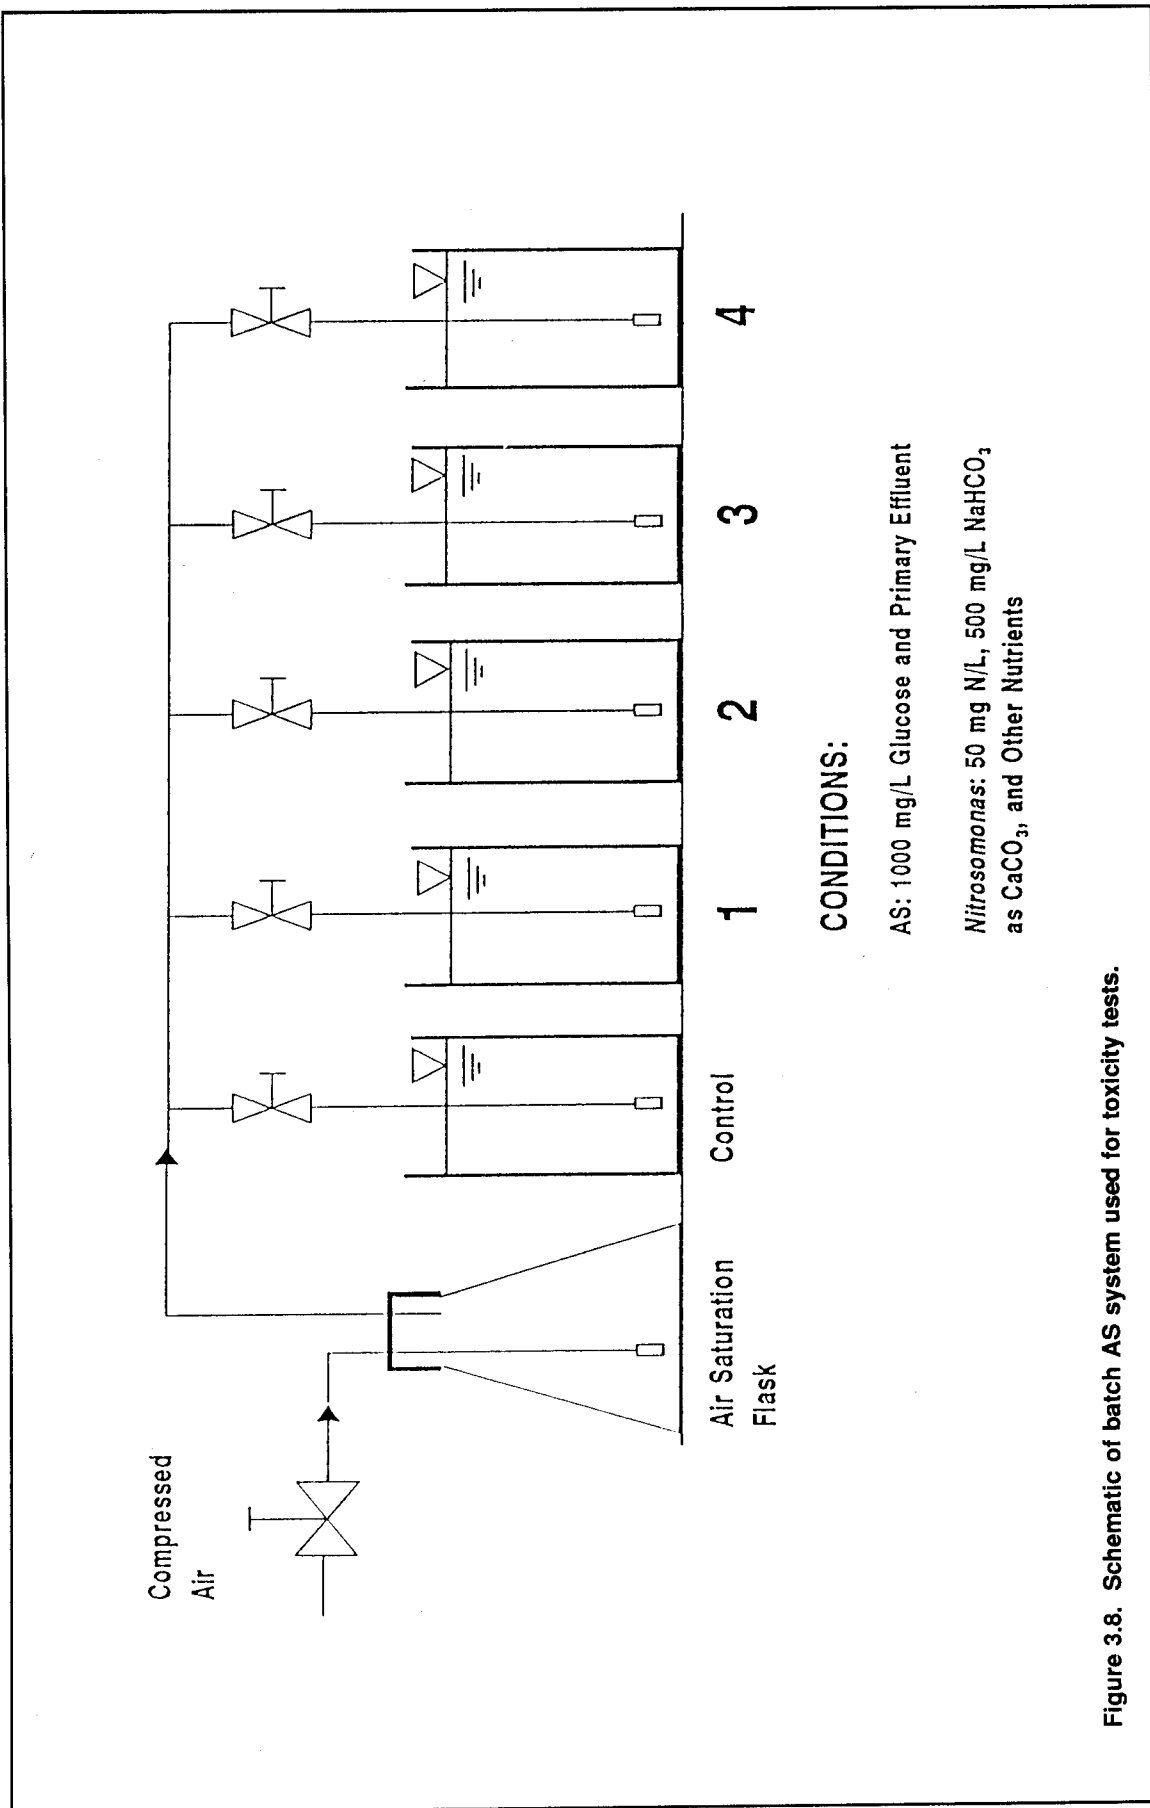 Compressed
Air
Air Saturation
Flask
Control
1
2
3
4
CONDITIONS:
AS: 1000 mg/L Glucose and Primary Effluent
Nitrosomonas: 50 mg N/L, 500 mg/L NaHCO₃
as CaCO₃, and Other Nutrients
Figure 3.8. Schematic of batch AS system used for toxicity tests.